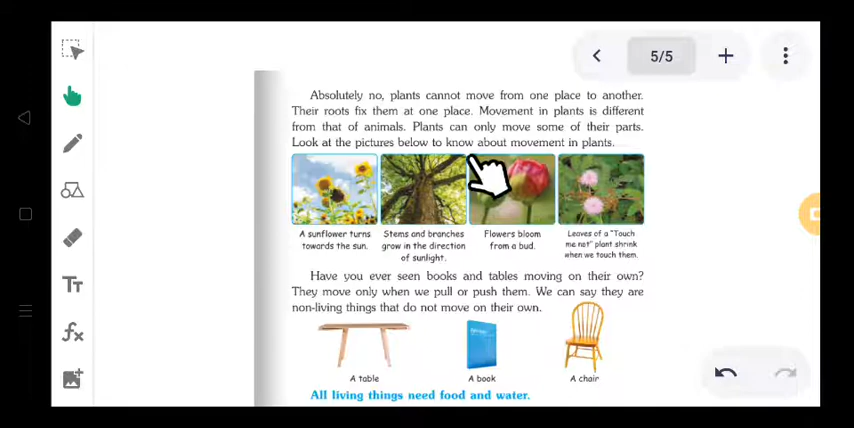 5/5
Absolutely no, plants cannot move from one place to another.
Their roots fix them at one place. Movement in plants is different
from that of animals. Plants can only move some of their parts.
Look at the pictures below to know about movement in plants.
A sunflower turns
towards the sun.
Stems and branches
grow in the direction
of sunlight.
Flowers bloom
from a bud.
Leaves of a "Touch
me not" plant shrink
when we touch them.
Have you ever seen books and tables moving on their own?
They move only when we pull or push them. We can say they are
non-living things that do not move on their own.
A table
A book
A chair
All living things need food and water.
Tт
fx